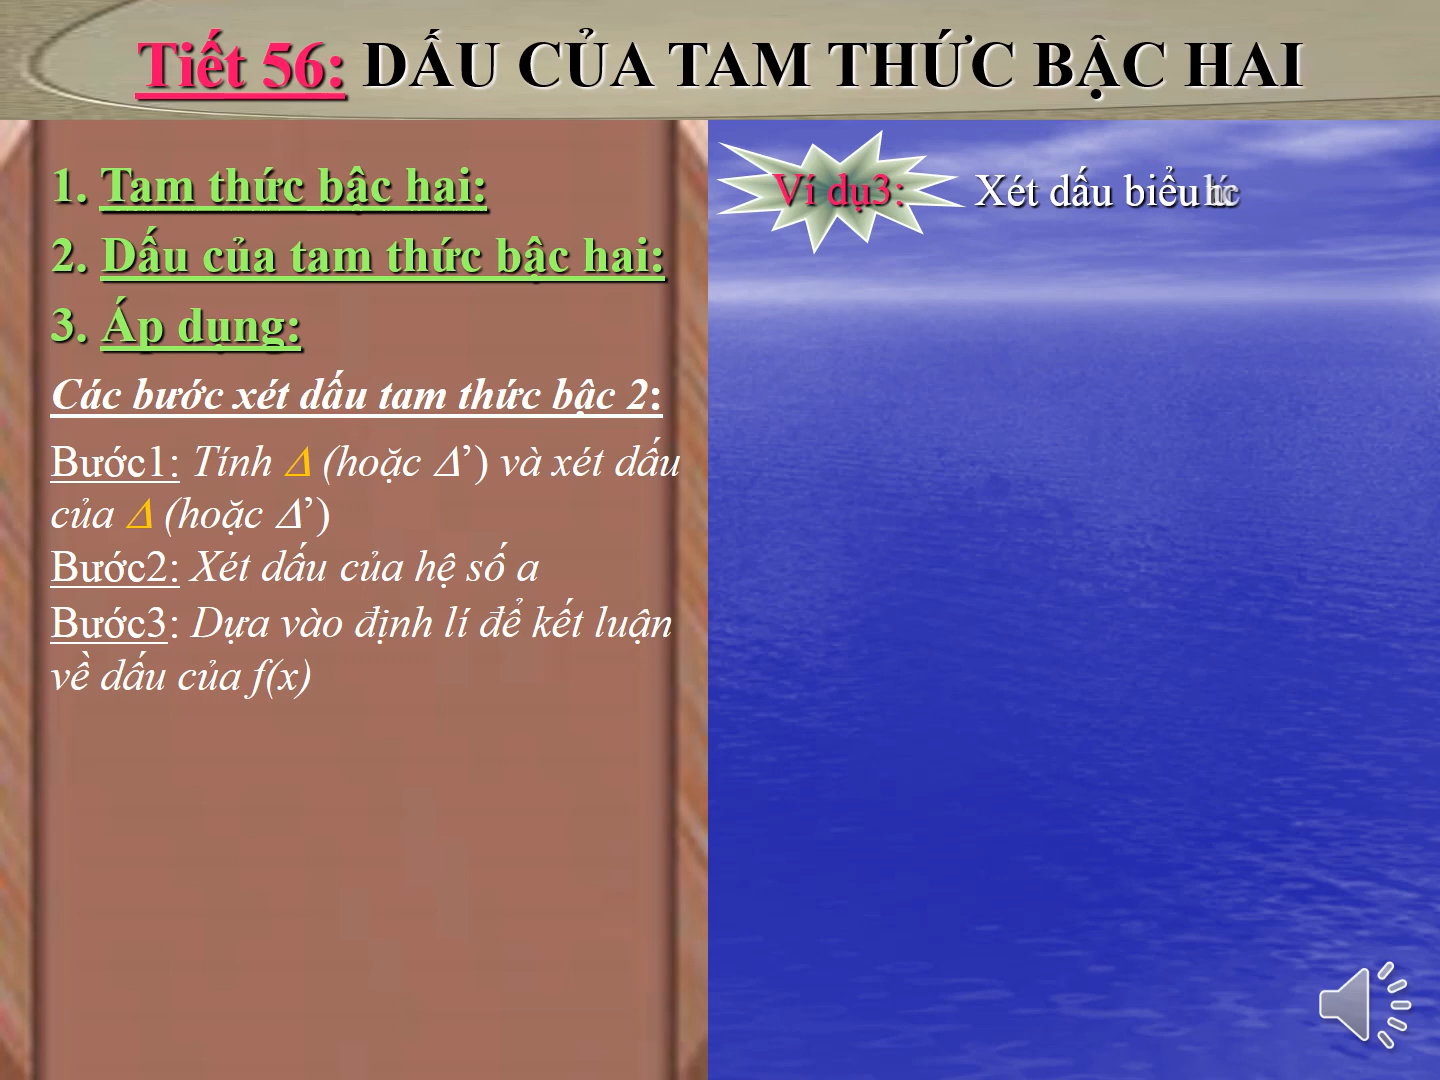 Tiết 56: DẤU CỦA TAM THỨC BẬC HAI
1. Tam thức bậc hai:
2. Dấu của tam thức bậc hai:
3. Áp dụng:
Các bước xét dấu tam thức bậc 2:
Bước1: Tính Δ (hoặc Δ’) và xét dấu
của Δ (hoặc Δ’)
Bước2: Xét dấu của hệ số a
Bước3: Dựa vào định lí để kết luận
về dấu của f(x)
Ví dụ3: Xét dấu biểu